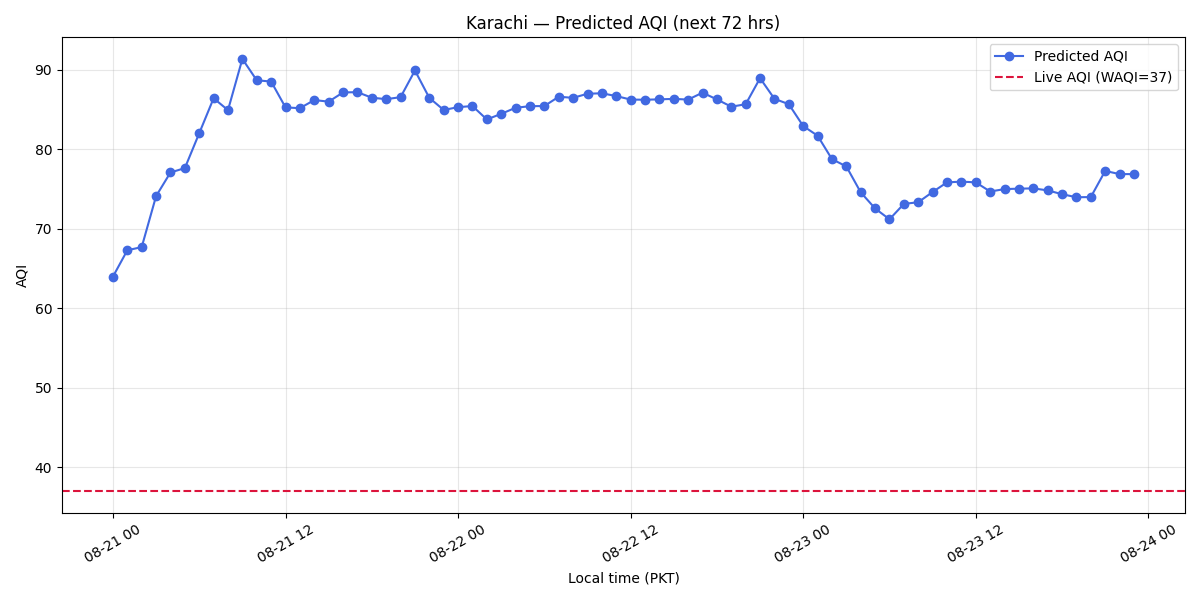 Karachi — Predicted AQI (next 72 hrs)
Predicted AQI
Live AQI (WAQI=37)
AQI
90
80
70
60
50
40
08-21 00
08-21 12
08-22 00
08-22 12
08-23 00
08-23 12
08-24 00
Local time (PKT)